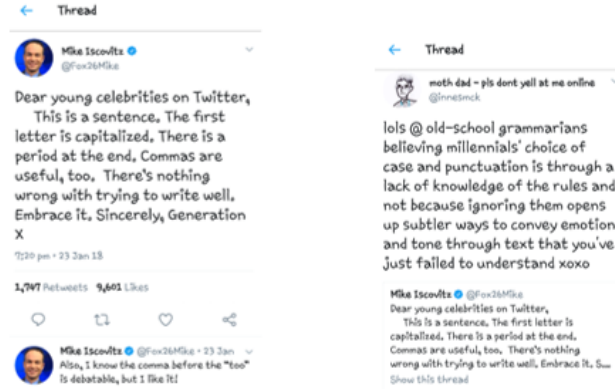 Thread
Mike Iscovitz
@Fox26Mike
Dear young celebrities on Twitter,
This is a sentence. The first
letter is capitalized. There is a
period at the end. Commas are
useful, too.  There's nothing
wrong with trying to write well.
Embrace it. Sincerely, Generation
X
7:20 pm • 23 Jan 18
1,747 Retweets  9,601 Likes
Mike Iscovitz @Fox26Mike • 23 Jan
Also, I know the comma before the "too"
is debatable, but I like it!
Thread
moth dad - pls dont yell at me online
@innesmck
lols @ old-school grammarians
believing millennials' choice of
case and punctuation is through a
lack of knowledge of the rules and
not because ignoring them opens
up subtler ways to convey emotion
and tone through text that you've
just failed to understand xoxo
Mike Iscovitz @Fox26Mike
Dear young celebrities on Twitter,
This is a sentence. The first letter is
capitalized. There is a period at the end.
Commas are useful, too.  There's nothing
wrong with trying to write well. Embrace it. S...
Show this thread